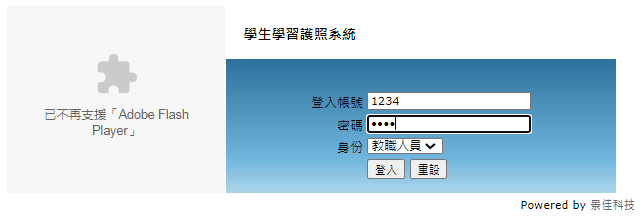 學生學習護照系統
已不再支援「Adobe Flash
Player」
登入帳號 1234
密碼 ••••
身份 教職人員
登入 重設
Powered by 景佳科技